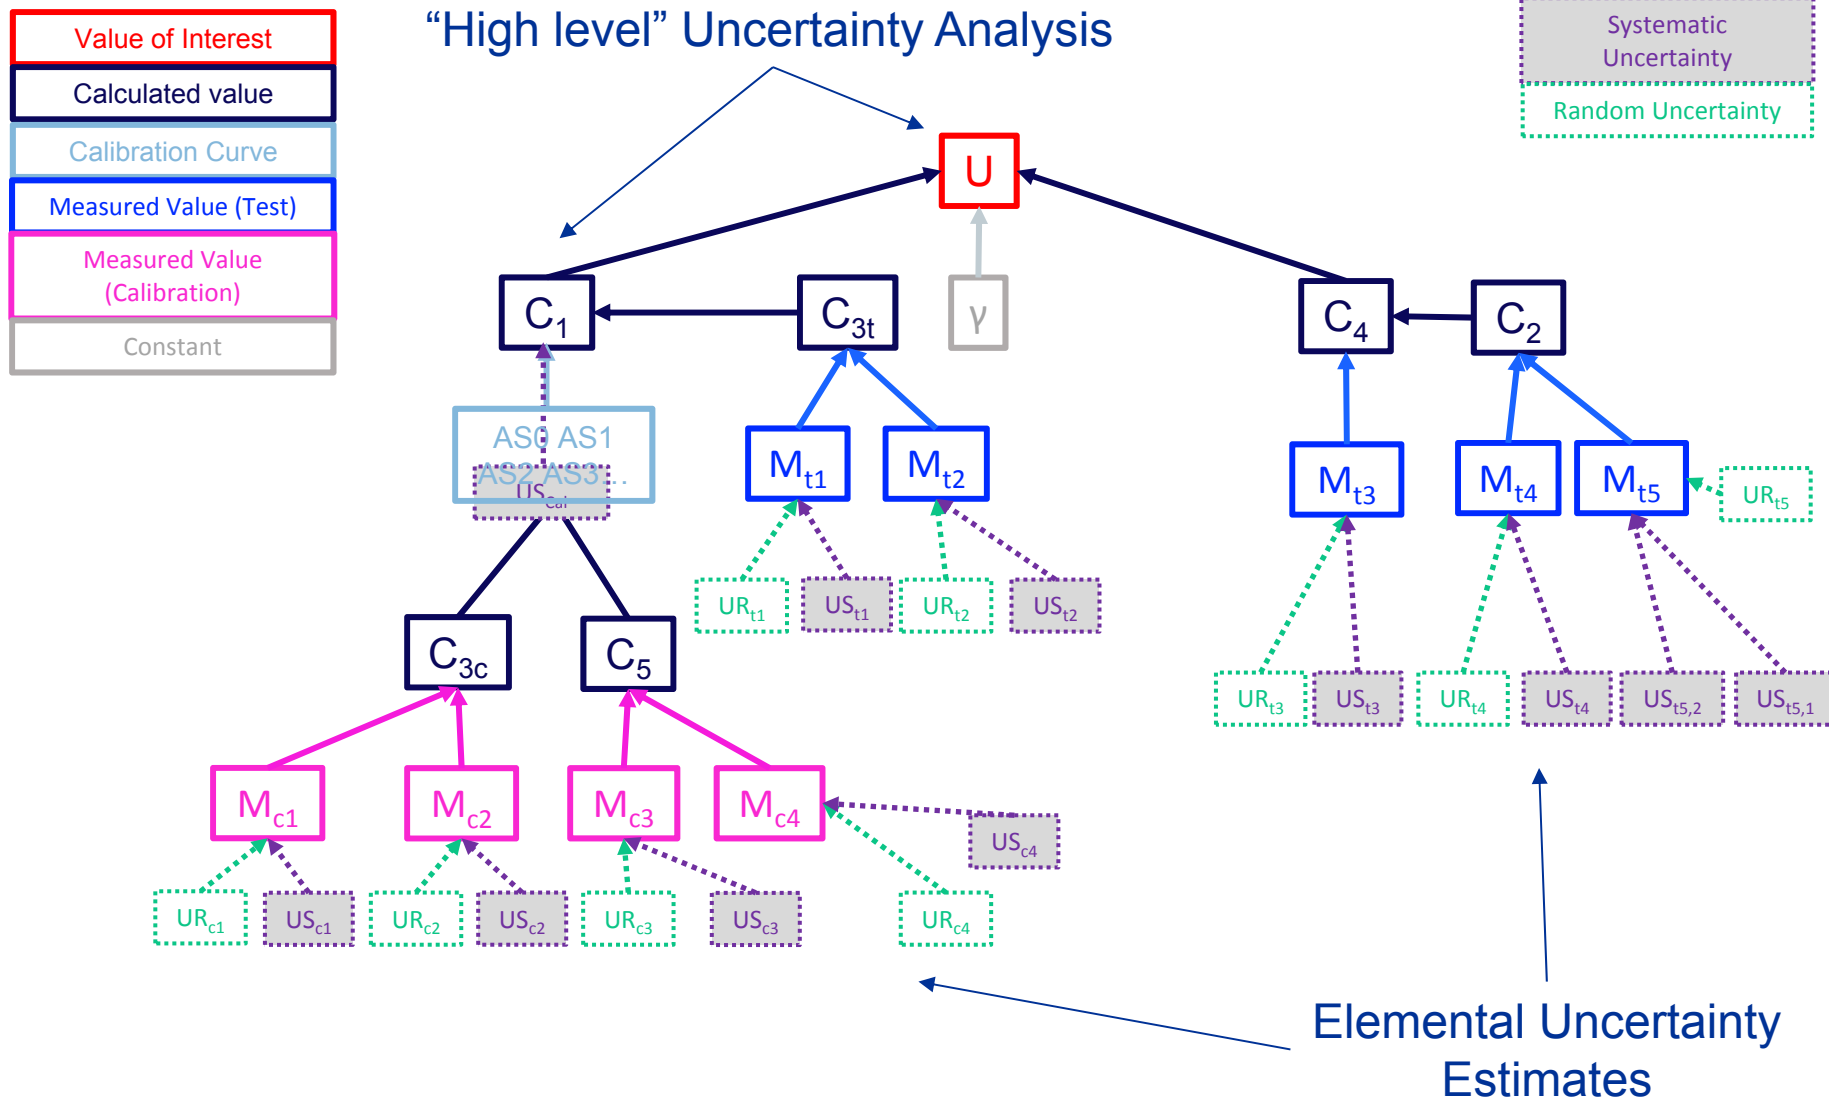 “High level” Uncertainty Analysis
Value of Interest
Calculated value
Calibration Curve
Measured Value (Test)
Measured Value
(Calibration)
Constant
Systematic
Uncertainty
Random Uncertainty
U
C1
C3t
γ
C4
C2
AS0 AS1
AS2 AS3...
USCal
Mt1
Mt2
Mt3
Mt4
Mt5
URt5
URt1
USt1
URt2
USt2
C3c
C5
URt3
USt3
URt4
USt4
USt5,2
USt5,1
Mc1
Mc2
Mc3
Mc4
USc4
URc1
USc1
URc2
USc2
URc3
USc3
URc4
Elemental Uncertainty
Estimates